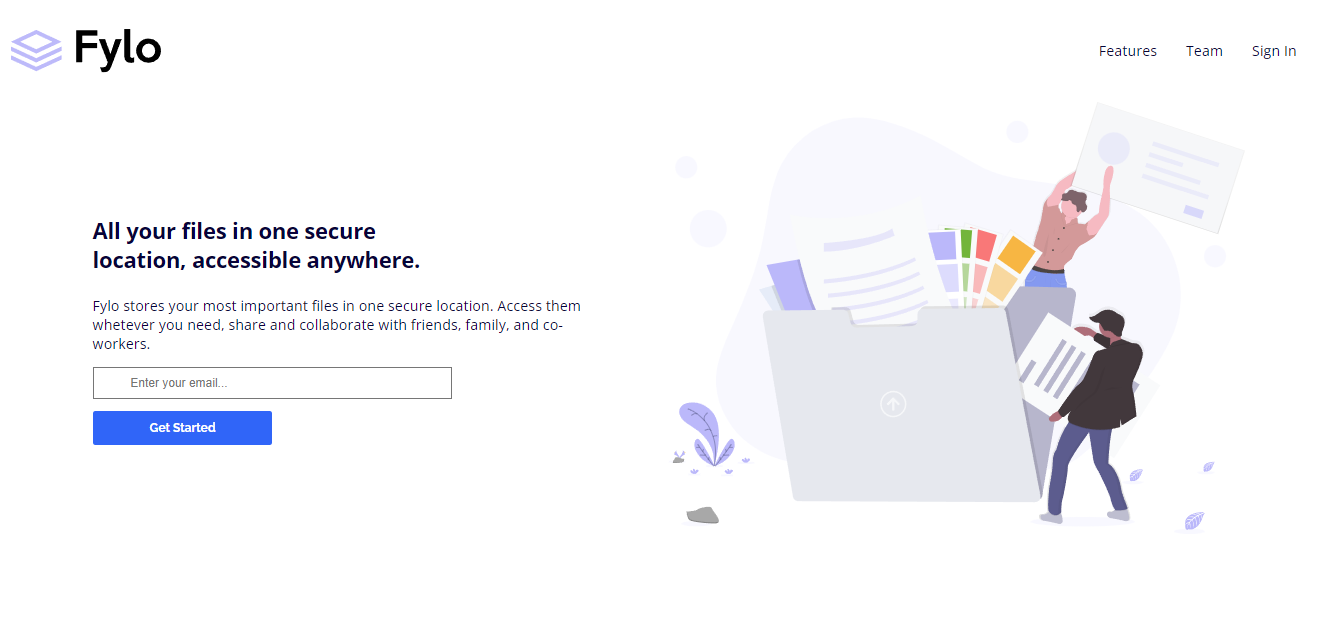 Fylo
Features
Team
Sign In
All your files in one secure
location, accessible anywhere.
Fylo stores your most important files in one secure location. Access them
whetever you need, share and collaborate with friends, family, and co-
workers.
Enter your email...
Get Started